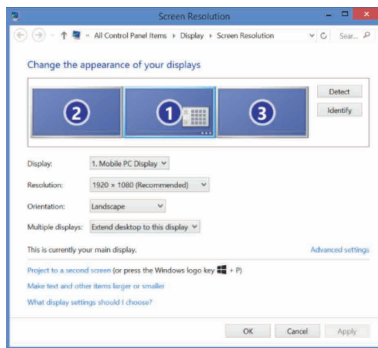 Screen Resolution
All Control Panel Items Display Screen Resolution Sear...
Change the appearance of your displays
2 1 3
Detect
Identify
Display: 1. Mobile PC Display
Resolution: 1920 × 1080 (Recommended)
Orientation: Landscape
Multiple displays: Extend desktop to this display
This is currently your main display. Advanced settings
Project to a second screen (or press the Windows logo key + P)
Make text and other items larger or smaller
What display settings should I choose?
OK Cancel Apply